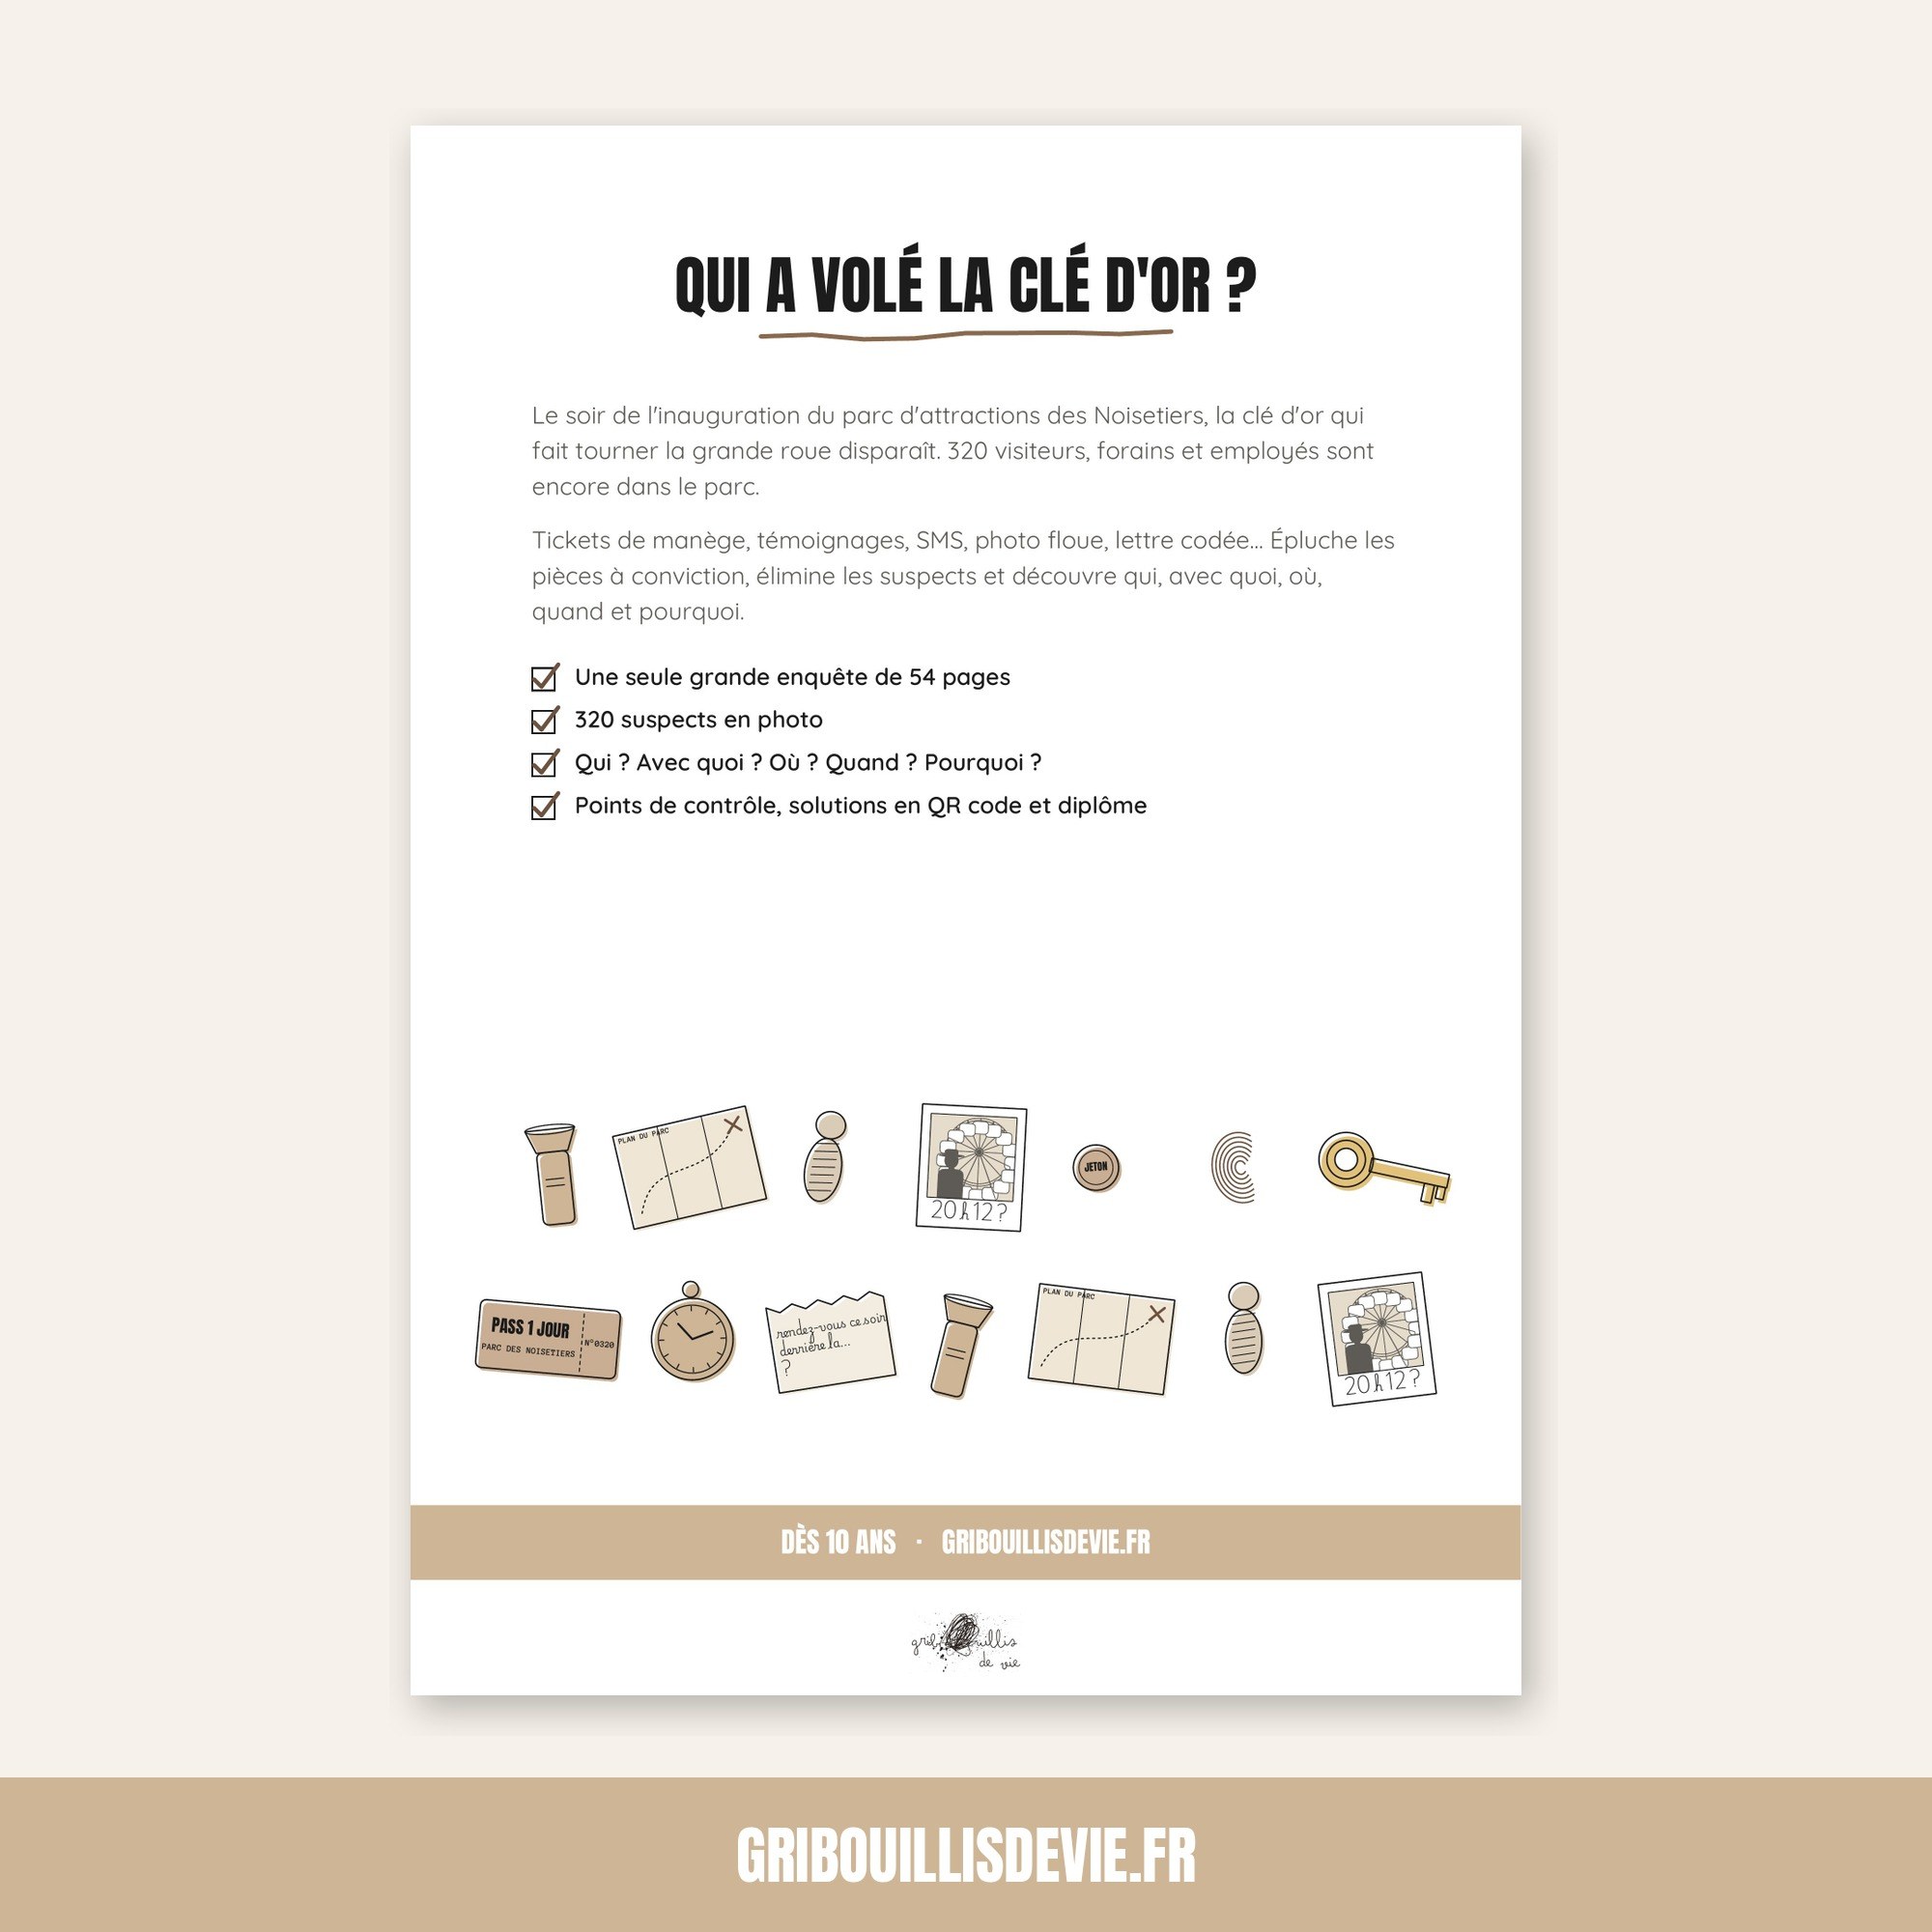 QUI A VOLÉ LA CLÉ D'OR ?
Le soir de l'inauguration du parc d'attractions des Noisetiers, la clé d'or qui
fait tourner la grande roue disparaît. 320 visiteurs, forains et employés sont
encore dans le parc.
Tickets de manège, témoignages, SMS, photo floue, lettre codée... Épluche les
pièces à conviction, élimine les suspects et découvre qui, avec quoi, où,
quand et pourquoi.
Une seule grande enquête de 54 pages
320 suspects en photo
Qui ? Avec quoi ? Où ? Quand ? Pourquoi ?
Points de contrôle, solutions en QR code et diplôme
PLAN DU PARC
20h12?
JETON
PASS 1 JOUR
PARC DES NOISETIERS
N°0320
rendez-vous ce soir
derrière la...
?
PLAN DU PARC
20h12?
DÈS 10 ANS · GRIBOUILLISDEVIE.FR
gribouillis
de vie
GRIBOUILLISDEVIE.FR